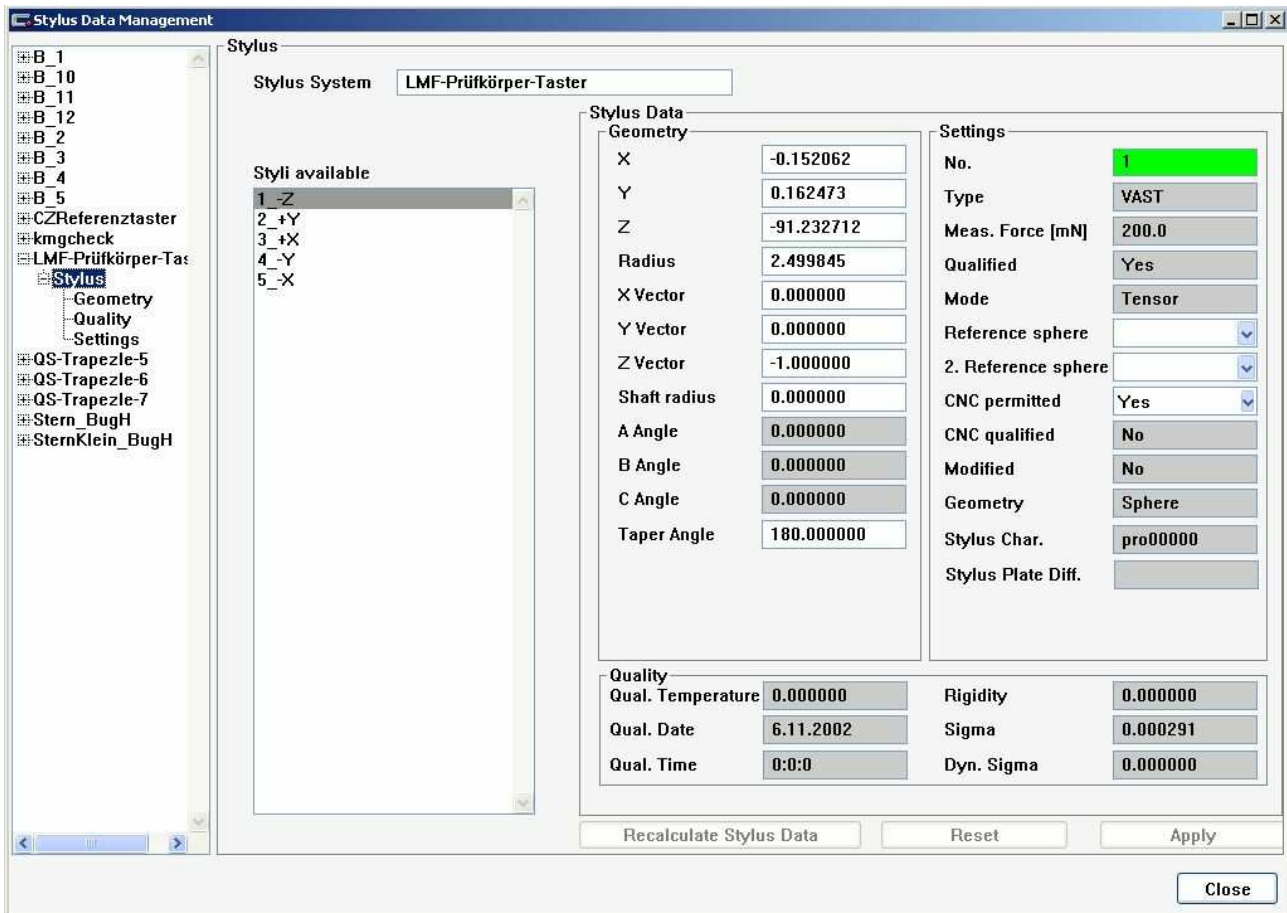 Stylus Data Management
B_1
B_10
B_11
B_12
B_2
B_3
B_4
B_5
CZReferenztaster
kmgcheck
LMF-Prüfkörper-Tas
Stylus
Geometry
Quality
Settings
QS-Trapezle-5
QS-Trapezle-6
QS-Trapezle-7
Stern_BugH
SternKlein_BugH
Stylus
Stylus System LMF-Prüfkörper-Taster
Styli available
1_-Z
2_+Y
3_+X
4_-Y
5_-X
Stylus Data
Geometry
X -0.152062
Y 0.162473
Z -91.232712
Radius 2.499845
X Vector 0.000000
Y Vector 0.000000
Z Vector -1.000000
Shaft radius 0.000000
A Angle 0.000000
B Angle 0.000000
C Angle 0.000000
Taper Angle 180.000000
Settings
No. 1
Type VAST
Meas. Force [mN] 200.0
Qualified Yes
Mode Tensor
Reference sphere
2. Reference sphere
CNC permitted Yes
CNC qualified No
Modified No
Geometry Sphere
Stylus Char. pro00000
Stylus Plate Diff.
Quality
Qual. Temperature 0.000000 Rigidity 0.000000
Qual. Date 6.11.2002 Sigma 0.000291
Qual. Time 0:0:0 Dyn. Sigma 0.000000
Recalculate Stylus Data Reset Apply
Close